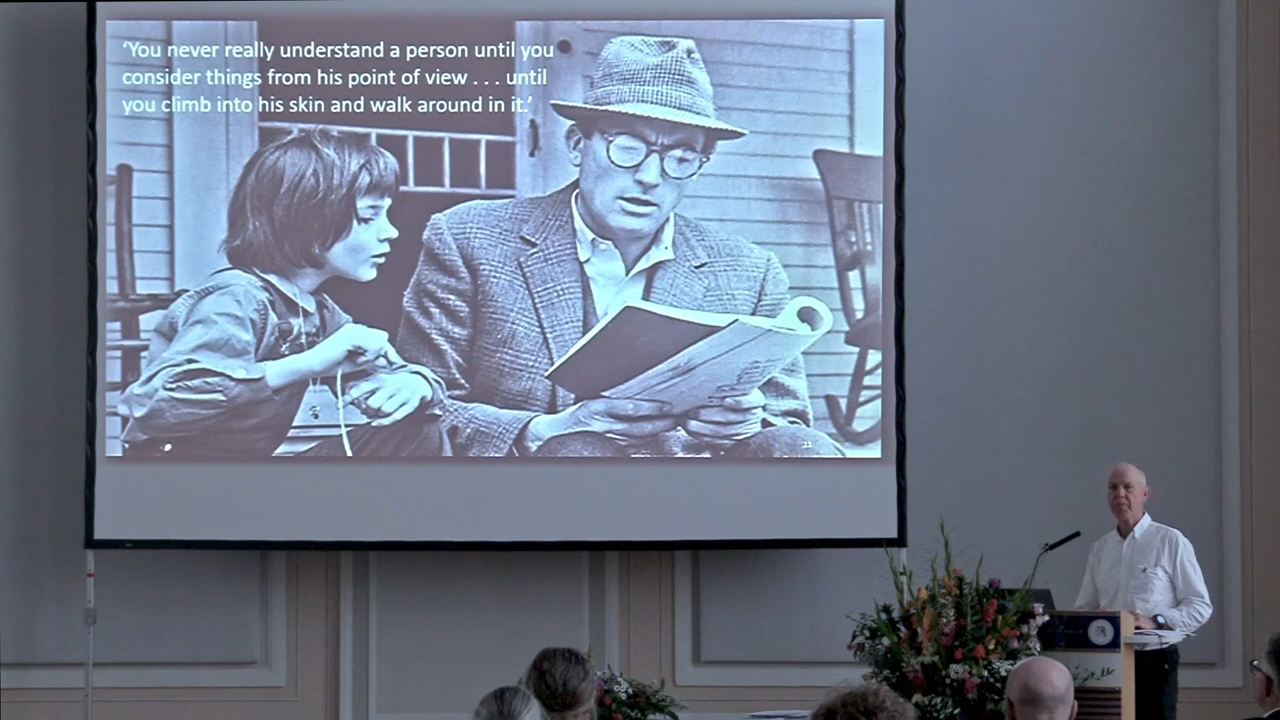 ‘You never really understand a person until you
consider things from his point of view . . . until
you climb into his skin and walk around in it.’